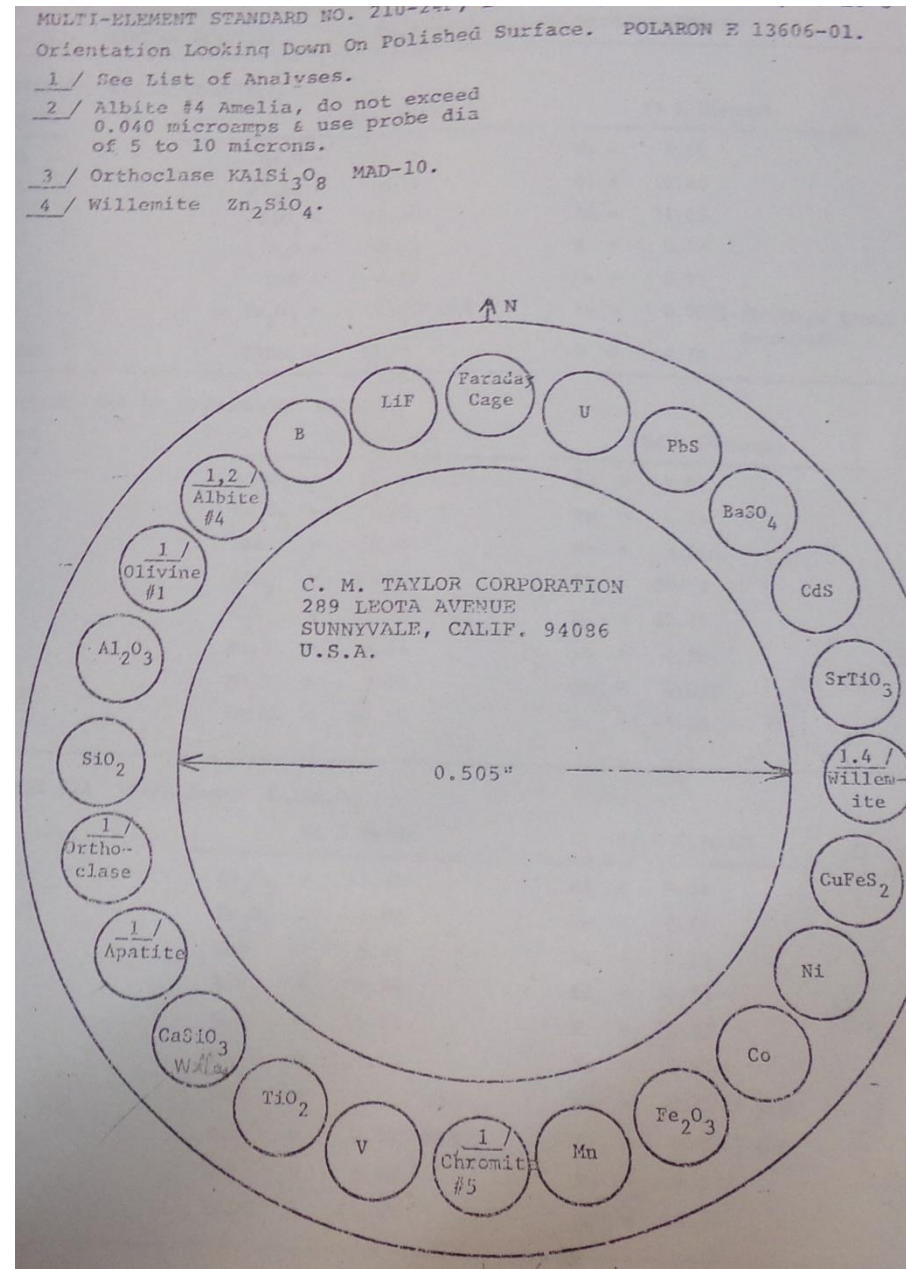 MULTI-ELEMENT STANDARD NO.
Orientation Looking Down On Polished Surface. POLARON E 13606-01.
1 / See List of Analyses.
2 / Albite #4 Amelia, do not exceed
0.040 microamps & use probe dia
of 5 to 10 microns.
3 / Orthoclase KAlSi3O8 MAD-10.
4 / Willemite Zn2SiO4.
N
Faraday
Cage
U
PbS
BaSO4
CdS
SrTiO3
1.4 /
Willem-
ite
CuFeS2
Ni
Co
Fe2O3
Mn
1 /
Chromite
#5
V
TiO2
CaSiO3
1 /
Apatite
1 /
Ortho-
clase
SiO2
Al2O3
1 /
Olivine
#1
1,2 /
Albite
#4
B
LiF
C. M. TAYLOR CORPORATION
289 LEOTA AVENUE
SUNNYVALE, CALIF. 94086
U.S.A.
0.505"